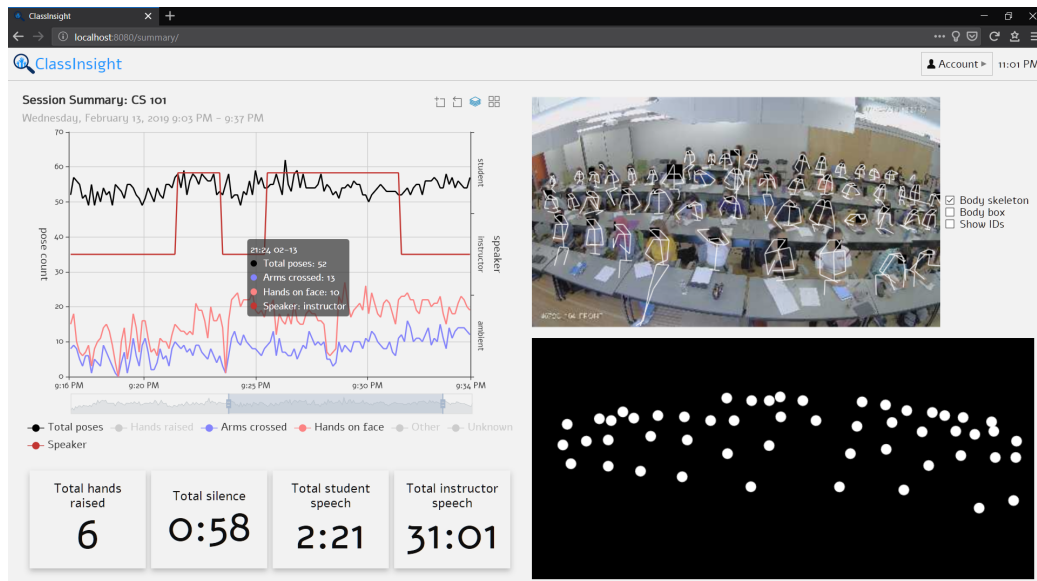 ClassInsight
localhost:8080/summary/
ClassInsight
Account
11:01 PM
Session Summary: CS 101
Wednesday, February 13, 2019 9:03 PM - 9:37 PM
70
60
50
40
30
20
10
0
pose count
student
instructor
ambient
speaker
21:24 02-13
Total poses: 52
Arms crossed: 13
Hands on face: 10
Speaker: instructor
9:16 PM
9:20 PM
9:25 PM
9:30 PM
9:34 PM
Total poses
Hands raised
Arms crossed
Hands on face
Other
Unknown
Speaker
Total hands
raised
6
Total silence
0:58
Total student
speech
2:21
Total instructor
speech
31:01
Body skeleton
Body box
Show IDs